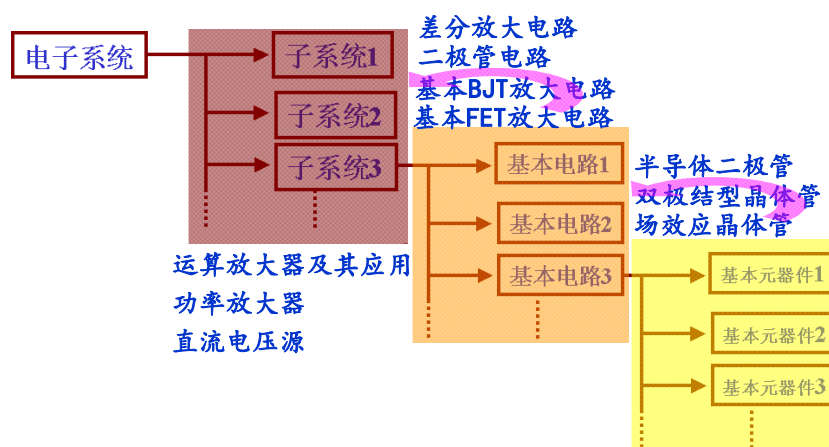 电子系统
子系统1
子系统2
子系统3
差分放大电路
二极管电路
基本BJT放大电路
基本FET放大电路
运算放大器及其应用
功率放大器
直流电压源
基本电路1
基本电路2
基本电路3
半导体二极管
双极结型晶体管
场效应晶体管
基本元器件1
基本元器件2
基本元器件3